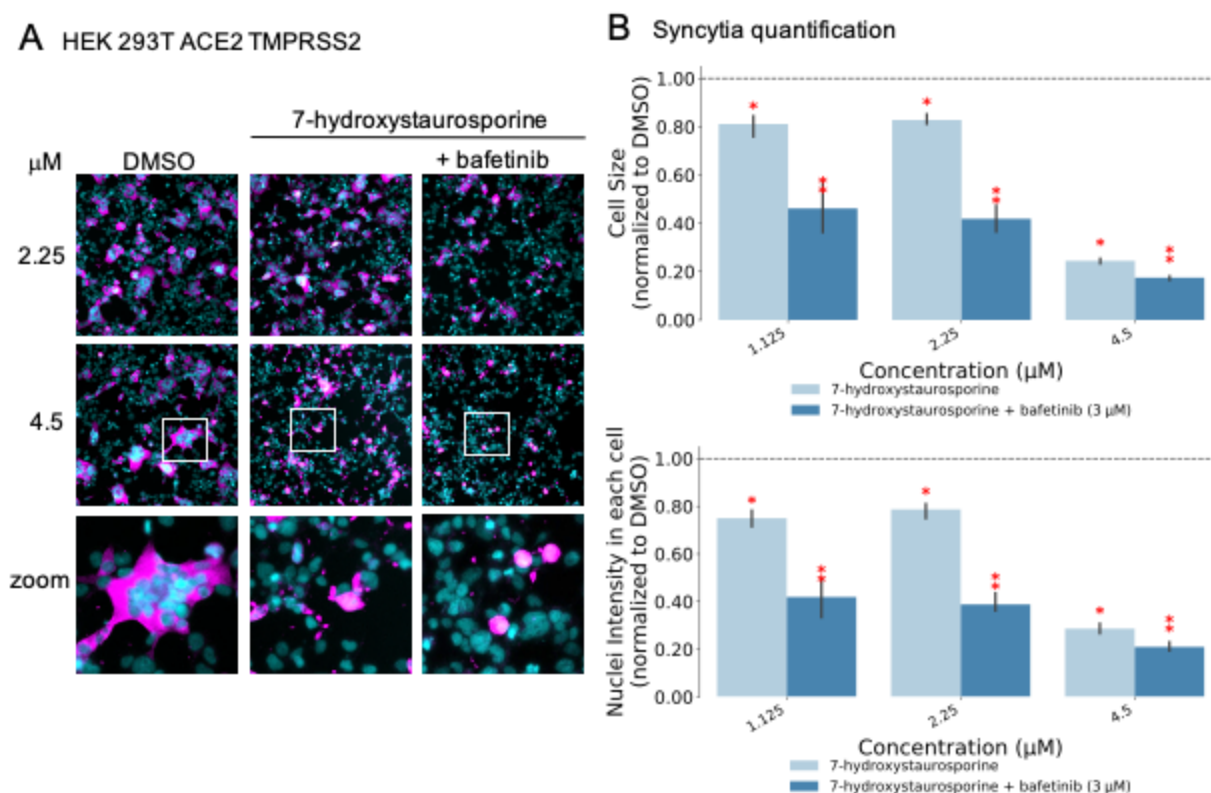 A HEK 293T ACE2 TMPRSS2
7-hydroxystaurosporine
μM DMSO + bafetinib
2.25
4.5
zoom
B Syncytia quantification
Cell Size
(normalized to DMSO)
1.00
0.80
0.60
0.40
0.20
0.00
*
*
*
*
*
*
*
*
*
1.125 2.25 4.5
Concentration (μM)
7-hydroxystaurosporine
7-hydroxystaurosporine + bafetinib (3 μM)
Nuclei Intensity in each cell
(normalized to DMSO)
1.00
0.80
0.60
0.40
0.20
0.00
*
*
*
*
*
*
*
*
*
1.125 2.25 4.5
Concentration (μM)
7-hydroxystaurosporine
7-hydroxystaurosporine + bafetinib (3 μM)